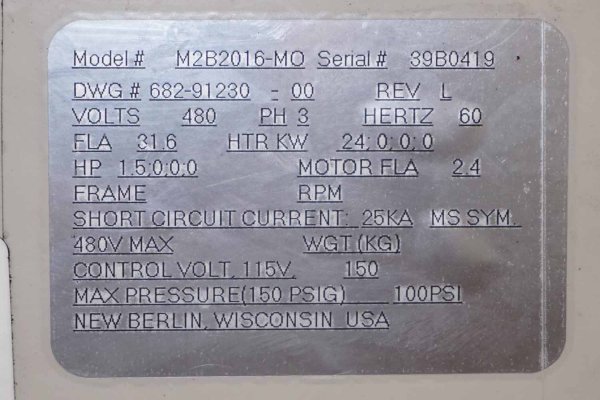 Model # M2B2016-MO Serial # 39B0419
DWG # 682-91230 - 00 REV L
VOLTS 480 PH 3 HERTZ 60
FLA 31.6 HTR KW 24;0;0;0
HP 1.5;0;0;0 MOTOR FLA 2.4
FRAME RPM
SHORT CIRCUIT CURRENT: 25KA MS SYM.
480V MAX WGT (KG)
CONTROL VOLT. 115V. 150
MAX PRESSURE(150 PSIG) 100PSI
NEW BERLIN, WISCONSIN USA